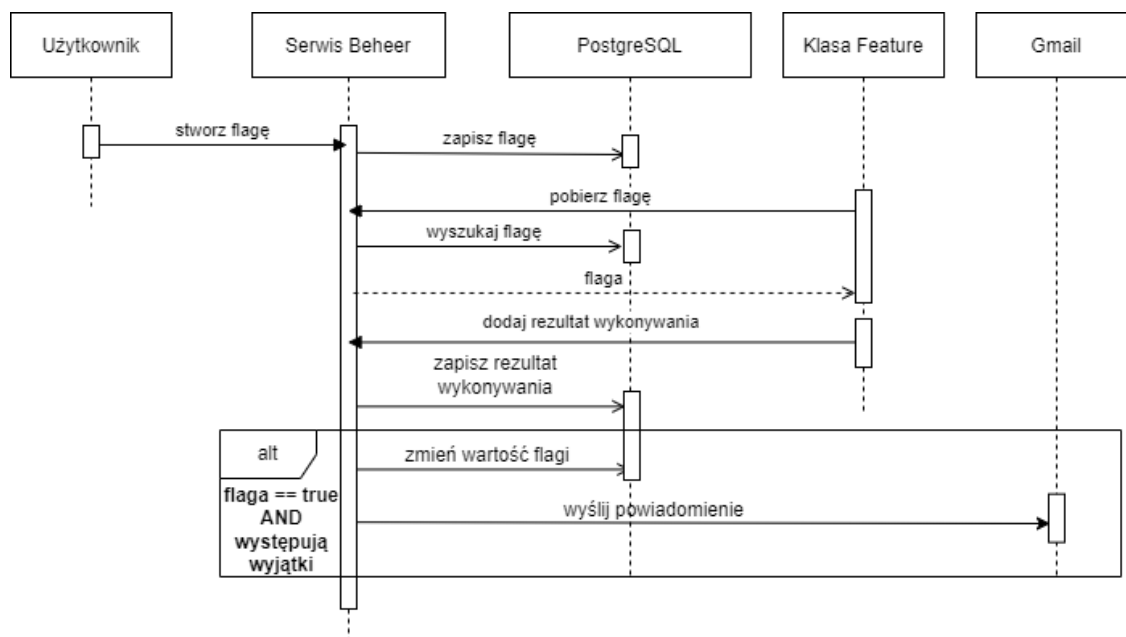 Użytkownik
Serwis Beheer
PostgreSQL
Klasa Feature
Gmail
stworz flagę
zapisz flagę
pobierz flagę
wyszukaj flagę
flaga
dodaj rezultat wykonywania
zapisz rezultat
wykonywania
alt
zmień wartość flagi
flaga == true
AND
występują
wyjątki
wyślij powiadomienie